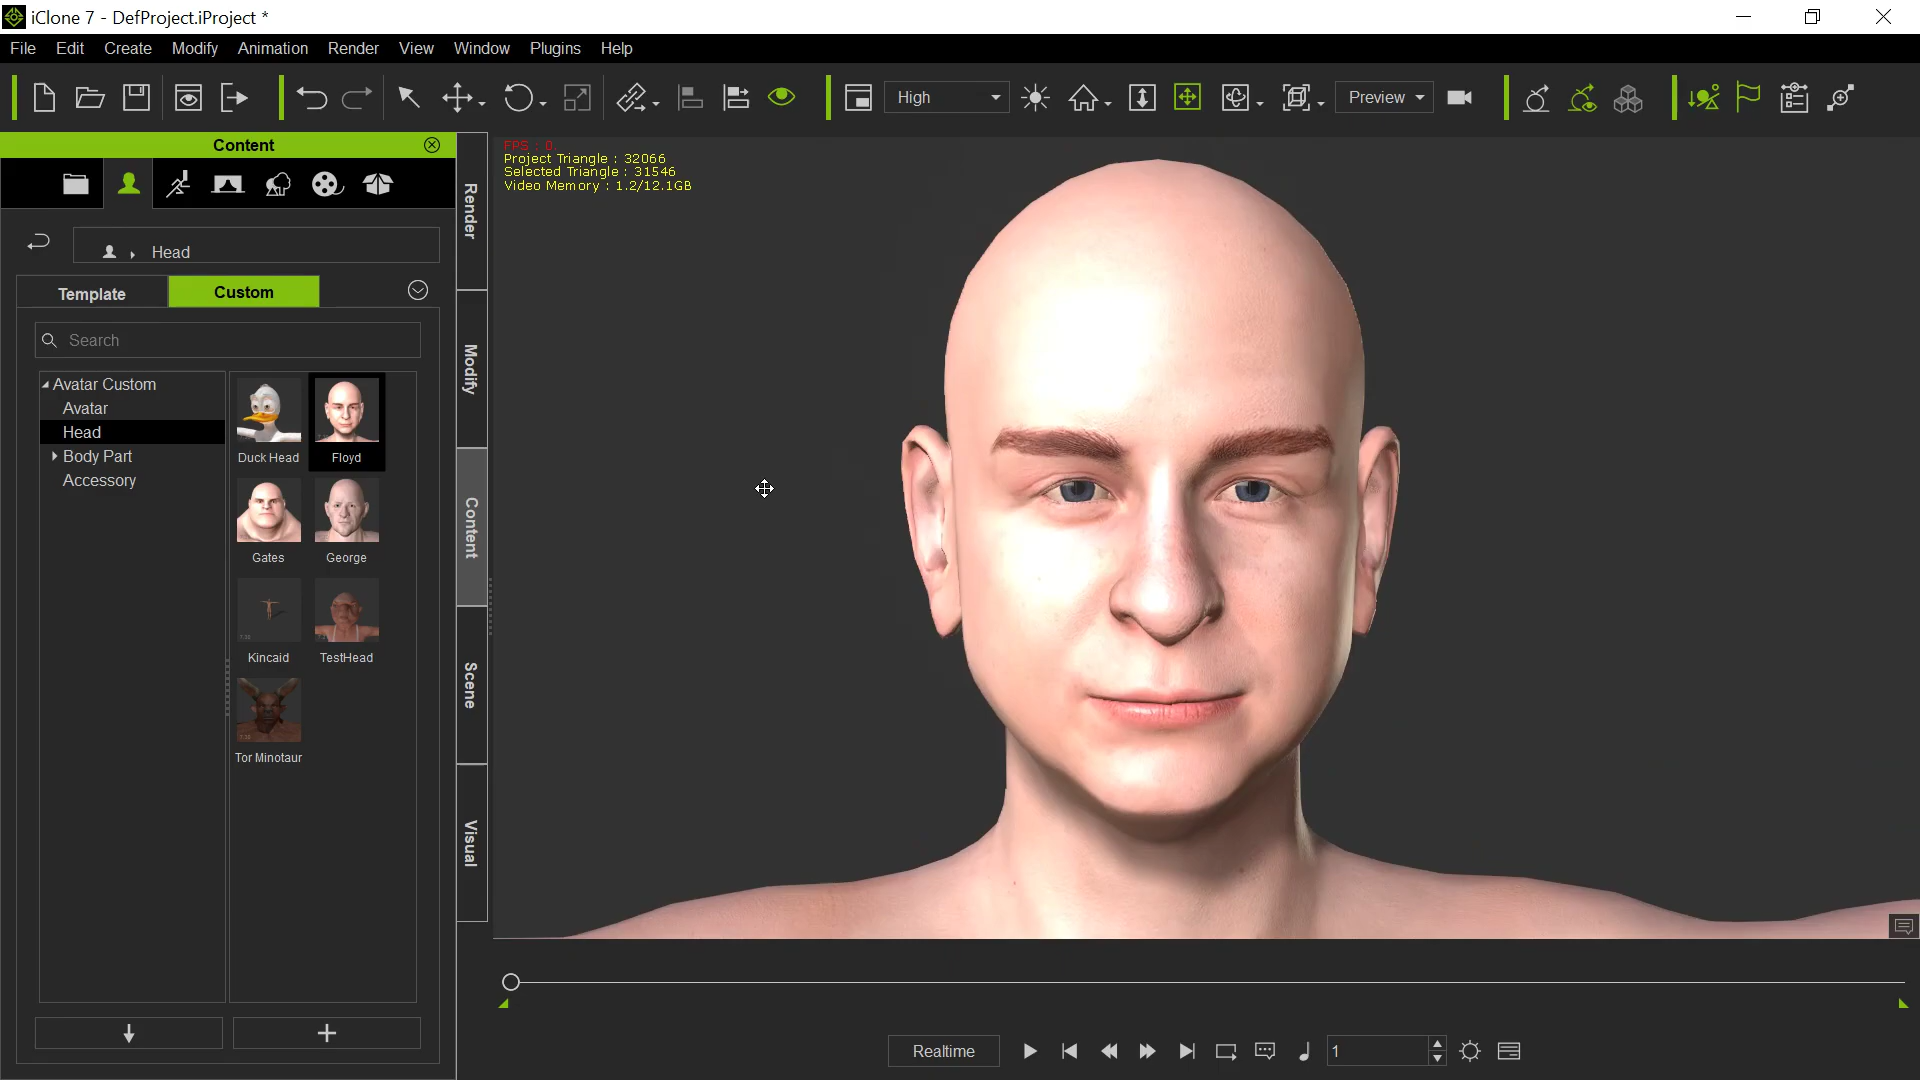 iClone 7 - DefProject.iProject *
File Edit Create Modify Animation Render View Window Plugins Help
High
Preview
Content
FPS : 0.
Project Triangle : 32066
Selected Triangle : 31546
Video Memory : 1.2/12.1GB
Head
Template
Custom
Search
Avatar Custom
Avatar
Head
Body Part
Accessory
Duck Head
Floyd
Gates
George
Kincaid
TestHead
Tor Minotaur
Render
Modify
Content
Scene
Visual
Realtime
1